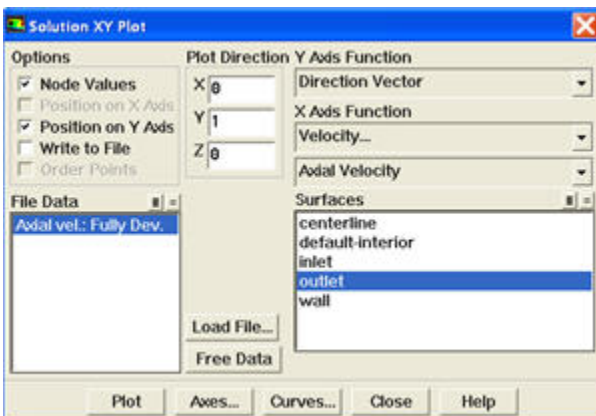 Solution XY Plot
Options
Plot Direction
Y Axis Function
Node Values
X 0
Direction Vector
Position on X Axis
X Axis Function
Position on Y Axis
Y 1
Velocity...
Write to File
Z 0
Order Points
Axial Velocity
File Data
Surfaces
Axial vel.: Fully Dev.
centerline
default-interior
inlet
outlet
wall
Load File...
Free Data
Plot
Axes...
Curves...
Close
Help